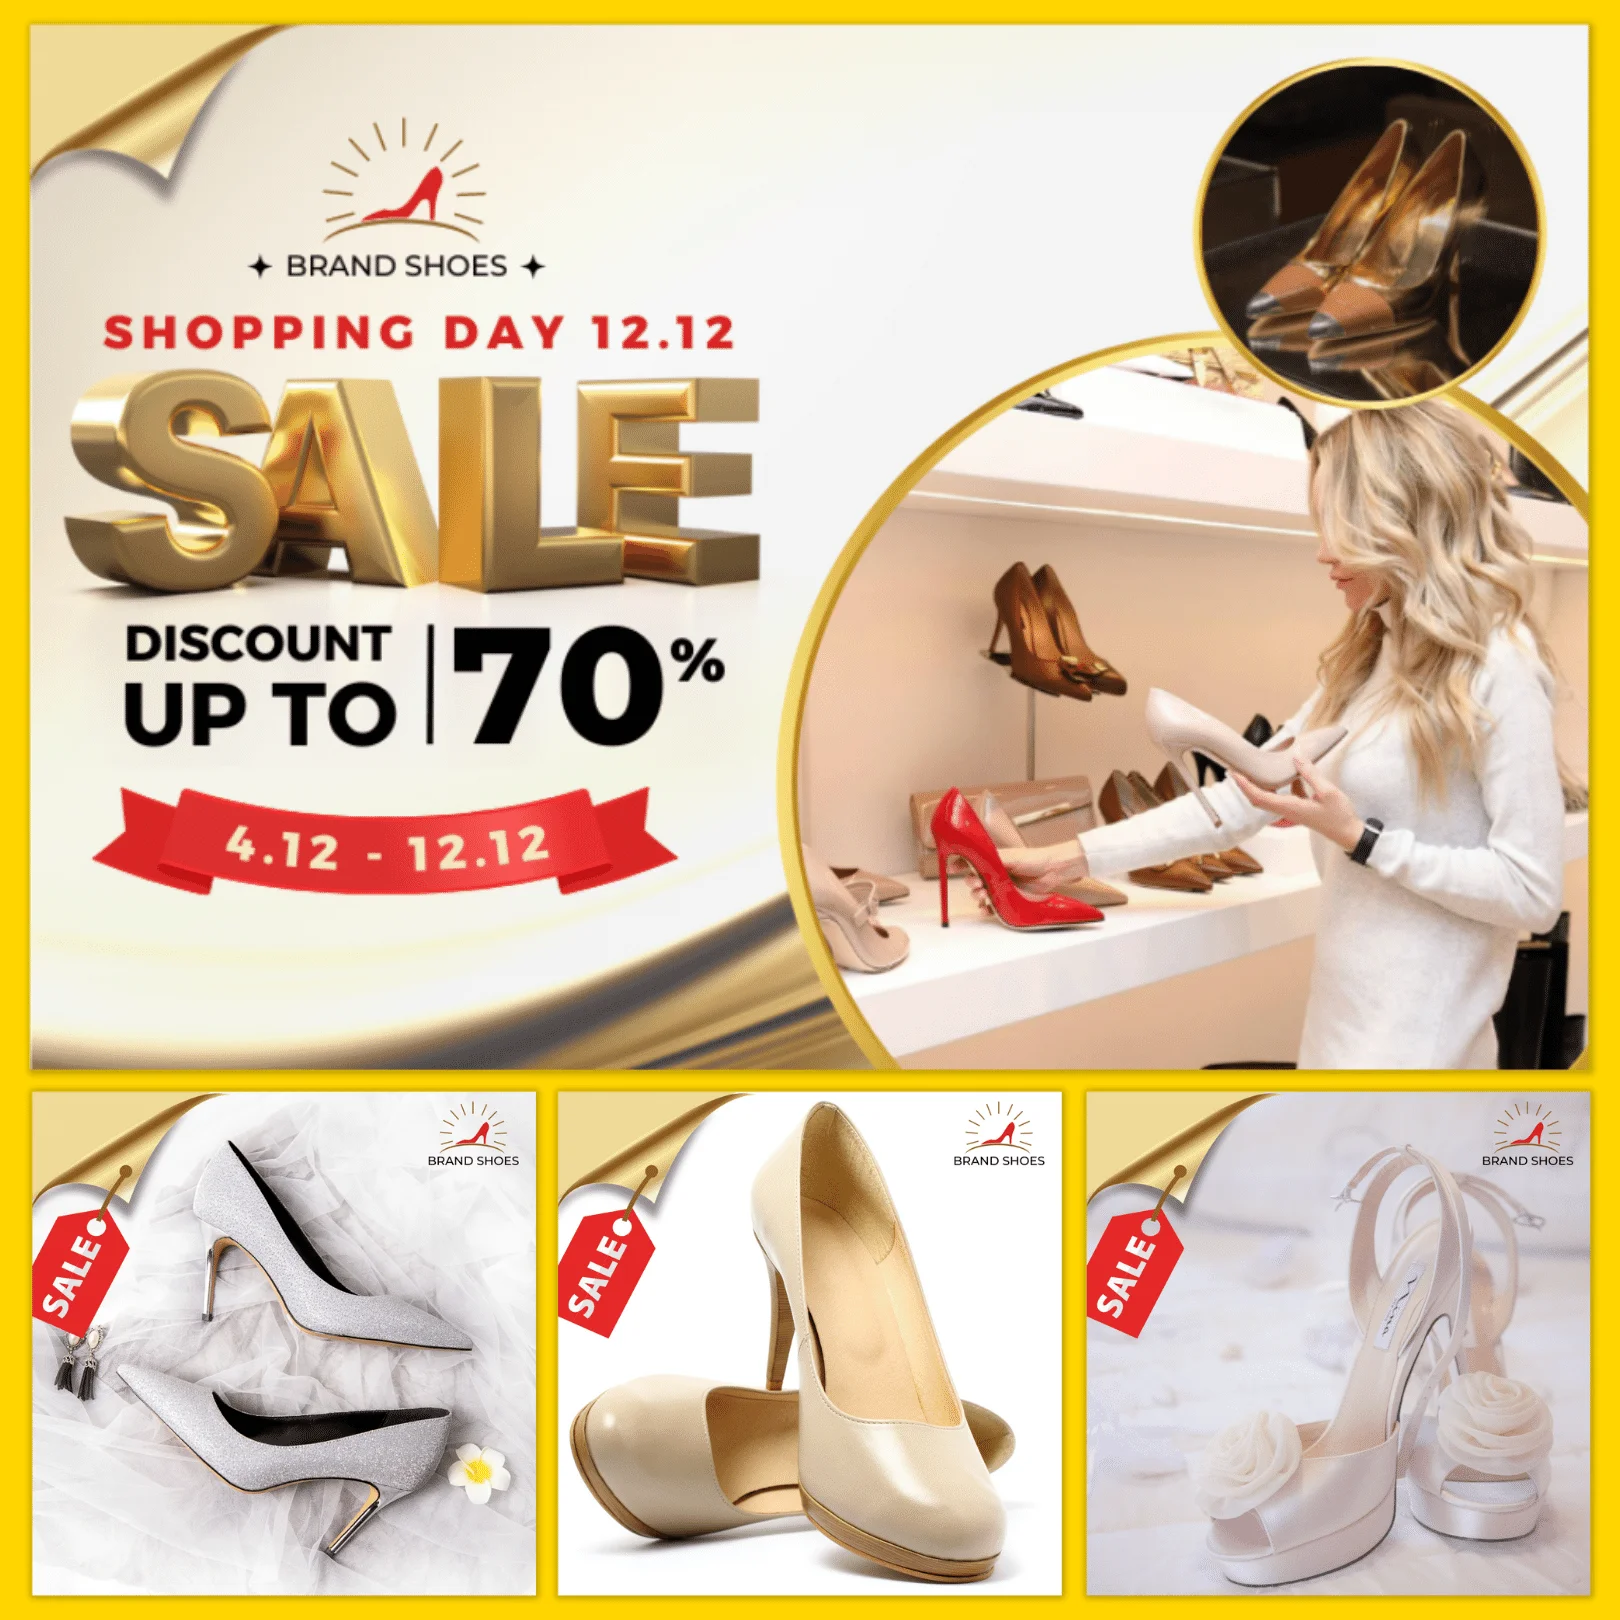 BRAND SHOES
SHOPPING DAY 12.12
SALE
DISCOUNT
UP TO
70%
4.12 - 12.12
BRAND SHOES
SALE
BRAND SHOES
SALE
BRAND SHOES
SALE